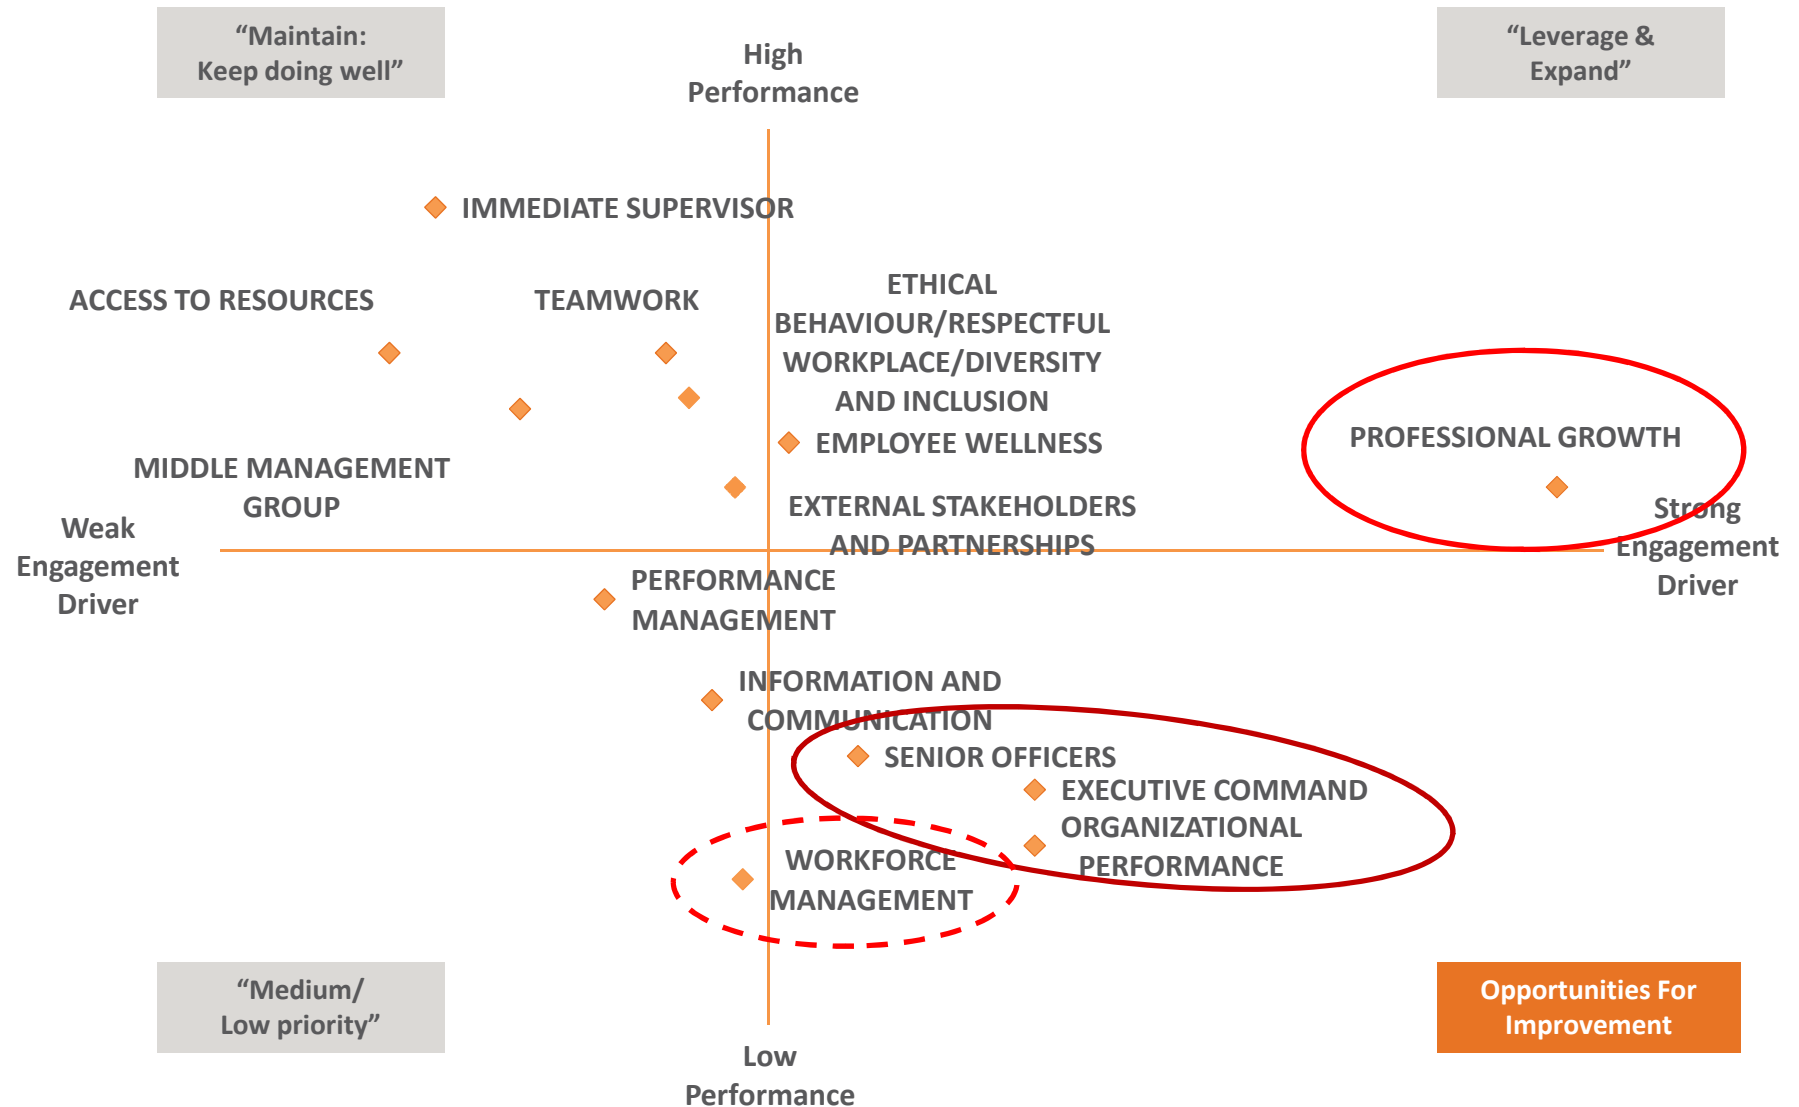 “Maintain:
Keep doing well”
High
Performance
“Leverage &
Expand”
IMMEDIATE SUPERVISOR
ACCESS TO RESOURCES
TEAMWORK
ETHICAL
BEHAVIOUR/RESPECTFUL
WORKPLACE/DIVERSITY
AND INCLUSION
EMPLOYEE WELLNESS
PROFESSIONAL GROWTH
MIDDLE MANAGEMENT
GROUP
EXTERNAL STAKEHOLDERS
AND PARTNERSHIPS
Weak
Engagement
Driver
Strong
Engagement
Driver
PERFORMANCE
MANAGEMENT
INFORMATION AND
COMMUNICATION
SENIOR OFFICERS
EXECUTIVE COMMAND
ORGANIZATIONAL
PERFORMANCE
WORKFORCE
MANAGEMENT
“Medium/
Low priority”
Opportunities For
Improvement
Low
Performance